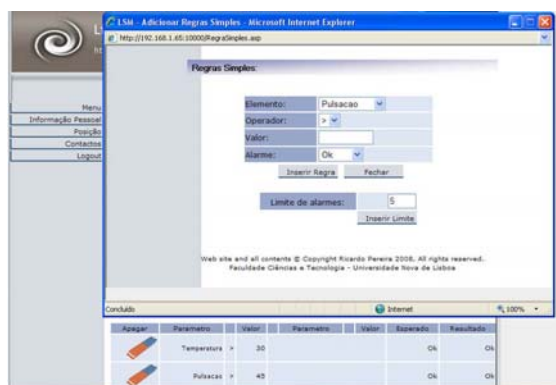 LSM - Adicionar Regras Simples - Microsoft Internet Explorer
http://192.168.1.65:10000/RegraSimples.asp
Regras Simples:
Menu
Informação Pessoal
Posição
Contactos
Logout
Elemento: Pulsacao
Operador: >
Valor:
Alarme: Ok
Inserir Regra Fechar
Limite de alarmes: 5
Inserir Limite
Web site and all contents © Copyright Ricardo Pereira 2008, All rights reserved.
Faculdade Ciências e Tecnologia - Universidade Nova de Lisboa
Concluído Internet 100%
Apagar Parametro Valor Parametro Valor Esperado Resultado
Temperatura > 30 Ok Ok
Pulsacao > 45 Ok Ok